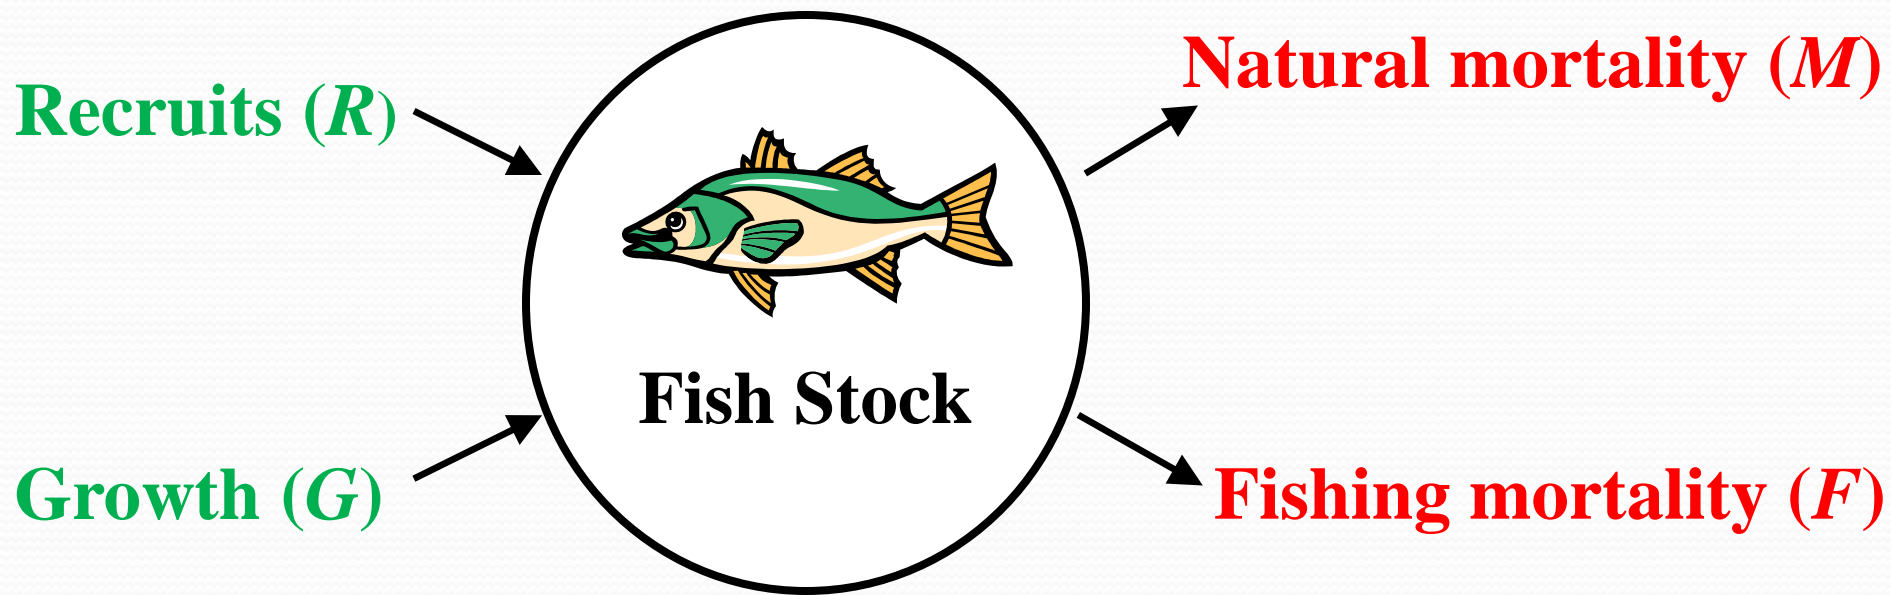 Recruits (R)
Growth (G)
Fish Stock
Natural mortality (M)
Fishing mortality (F)